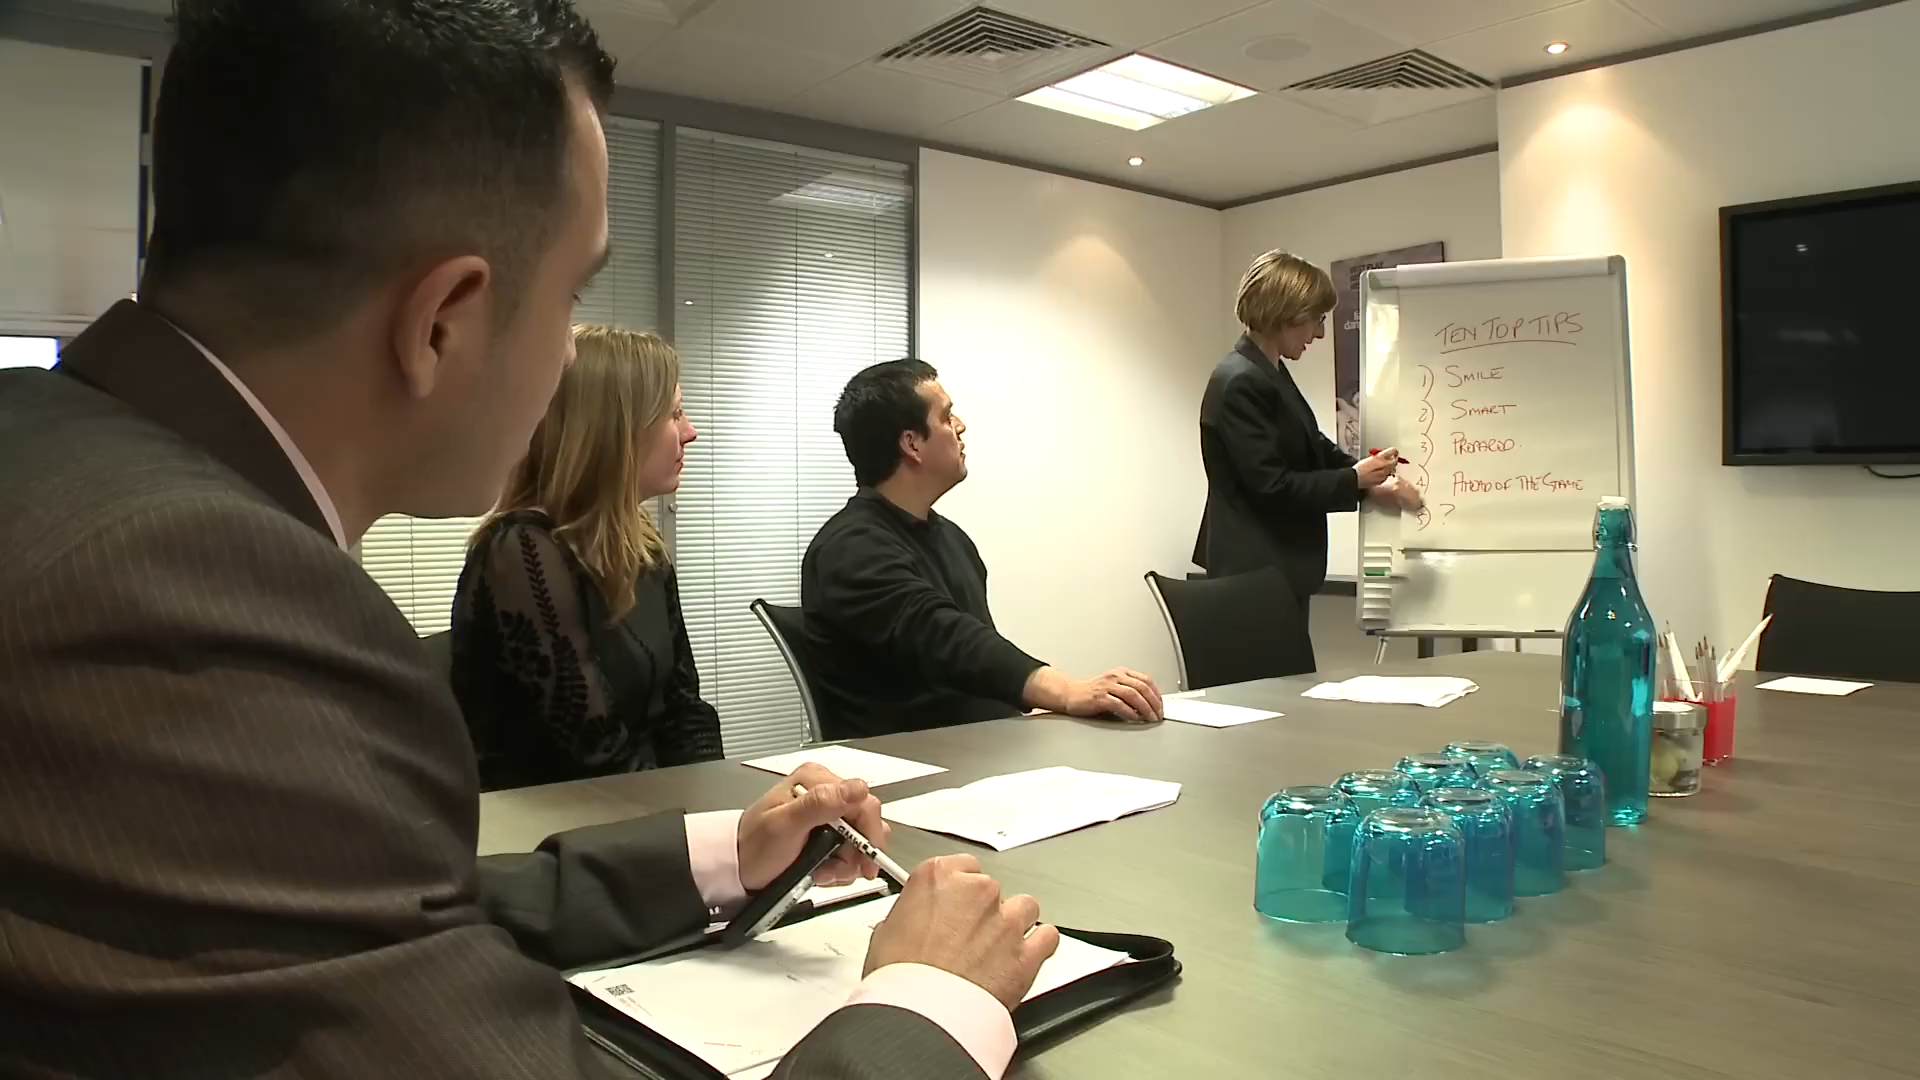 TEN TOP TIPS
1) SMILE
2) SMART
3) PREPARED.
4) AHEAD OF THE GAME
5) ?